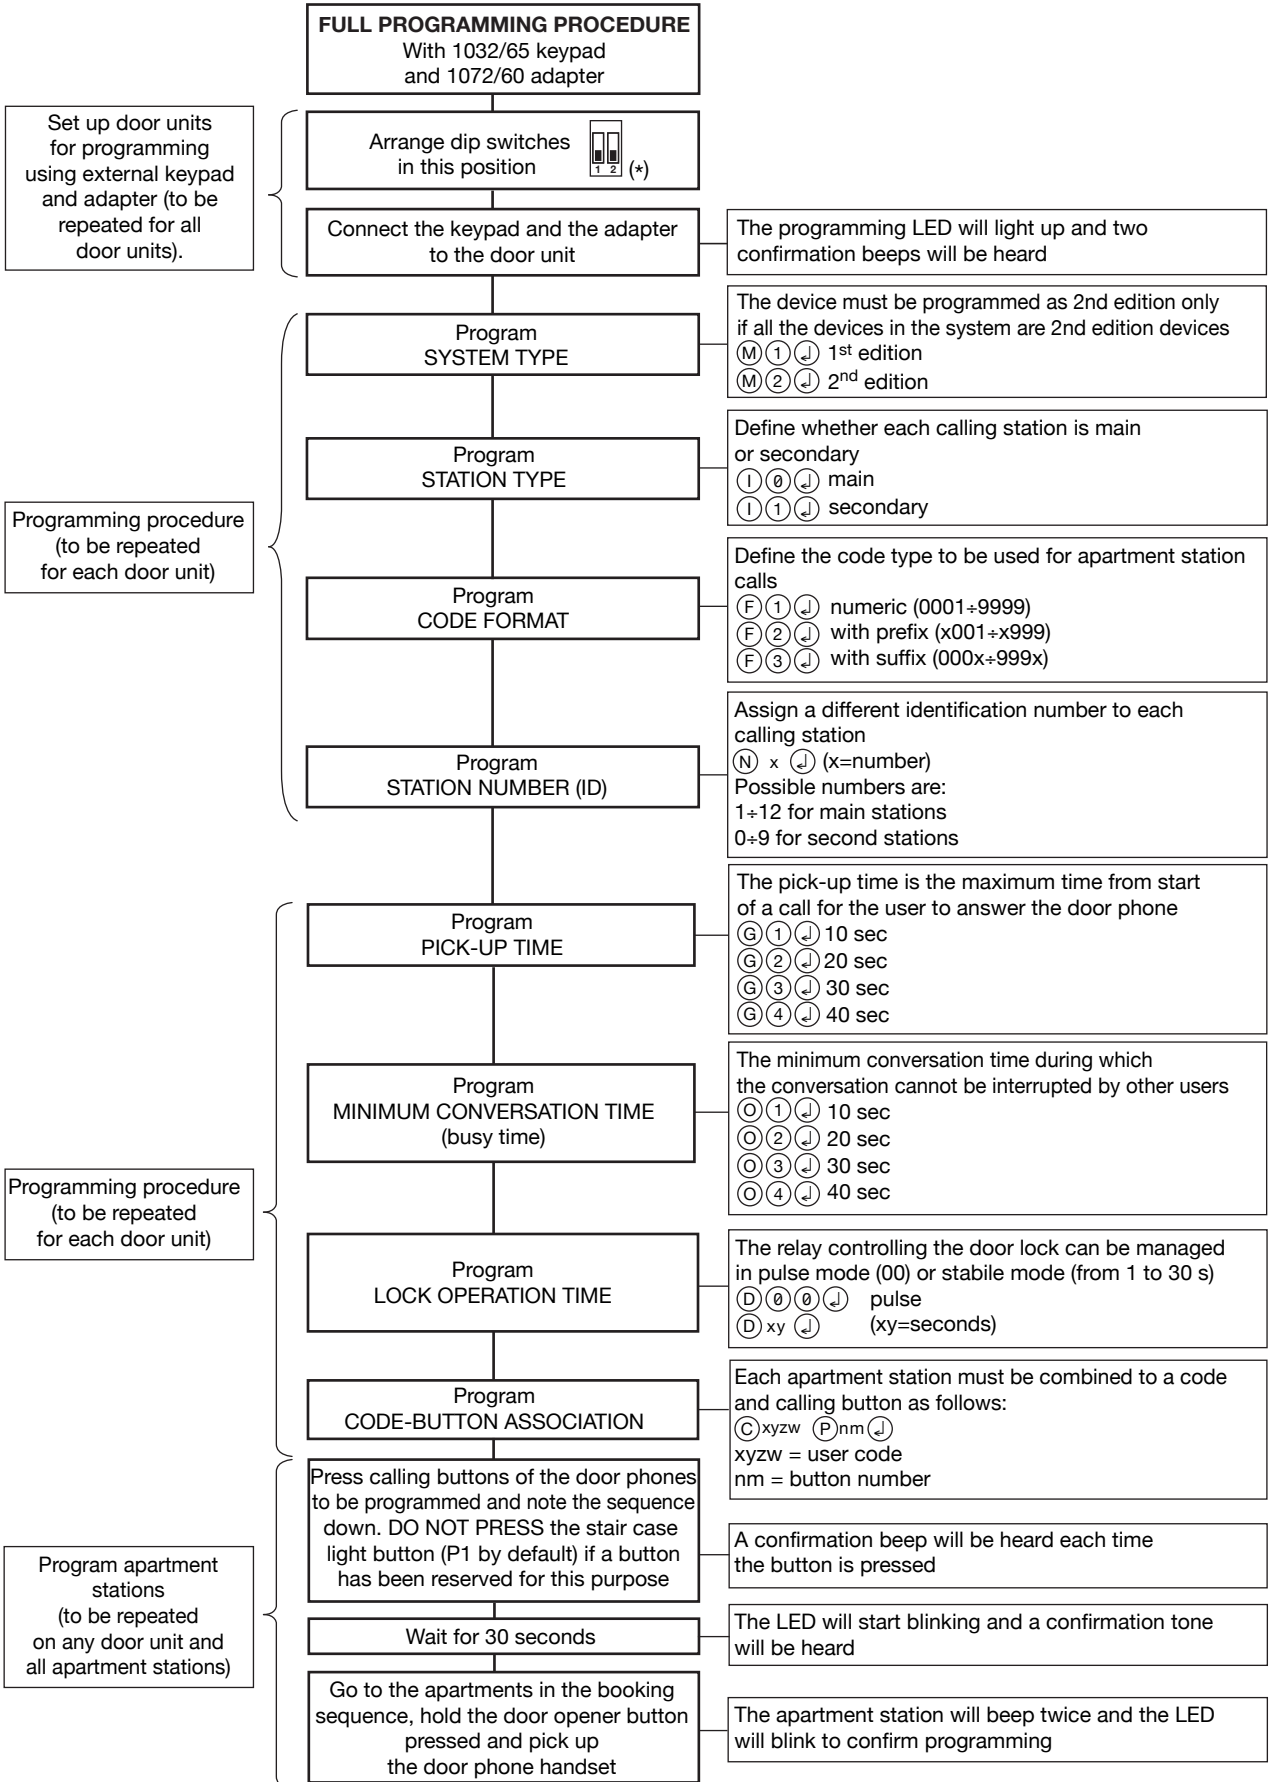 FULL PROGRAMMING PROCEDURE
With 1032/65 keypad
and 1072/60 adapter
Set up door units
for programming
using external keypad
and adapter (to be
repeated for all
door units).
Arrange dip switches
in this position
1 2 (*)
Connect the keypad and the adapter
to the door unit
The programming LED will light up and two
confirmation beeps will be heard
Programming procedure
(to be repeated
for each door unit)
Program
SYSTEM TYPE
The device must be programmed as 2nd edition only
if all the devices in the system are 2nd edition devices
M 1 ↲ 1st edition
M 2 ↲ 2nd edition
Program
STATION TYPE
Define whether each calling station is main
or secondary
I 0 ↲ main
I 1 ↲ secondary
Program
CODE FORMAT
Define the code type to be used for apartment station
calls
F 1 ↲ numeric (0001÷9999)
F 2 ↲ with prefix (x001÷x999)
F 3 ↲ with suffix (000x÷999x)
Program
STATION NUMBER (ID)
Assign a different identification number to each
calling station
N x ↲ (x=number)
Possible numbers are:
1÷12 for main stations
0÷9 for second stations
Programming procedure
(to be repeated
for each door unit)
Program
PICK-UP TIME
The pick-up time is the maximum time from start
of a call for the user to answer the door phone
G 1 ↲ 10 sec
G 2 ↲ 20 sec
G 3 ↲ 30 sec
G 4 ↲ 40 sec
Program
MINIMUM CONVERSATION TIME
(busy time)
The minimum conversation time during which
the conversation cannot be interrupted by other users
O 1 ↲ 10 sec
O 2 ↲ 20 sec
O 3 ↲ 30 sec
O 4 ↲ 40 sec
Program
LOCK OPERATION TIME
The relay controlling the door lock can be managed
in pulse mode (00) or stabile mode (from 1 to 30 s)
D 0 0 ↲ pulse
D xy ↲ (xy=seconds)
Program
CODE-BUTTON ASSOCIATION
Each apartment station must be combined to a code
and calling button as follows:
C xyzw P nm ↲
xyzw = user code
nm = button number
Program apartment
stations
(to be repeated
on any door unit and
all apartment stations)
Press calling buttons of the door phones
to be programmed and note the sequence
down. DO NOT PRESS the stair case
light button (P1 by default) if a button
has been reserved for this purpose
A confirmation beep will be heard each time
the button is pressed
Wait for 30 seconds
The LED will start blinking and a confirmation tone
will be heard
Go to the apartments in the booking
sequence, hold the door opener button
pressed and pick up
the door phone handset
The apartment station will beep twice and the LED
will blink to confirm programming